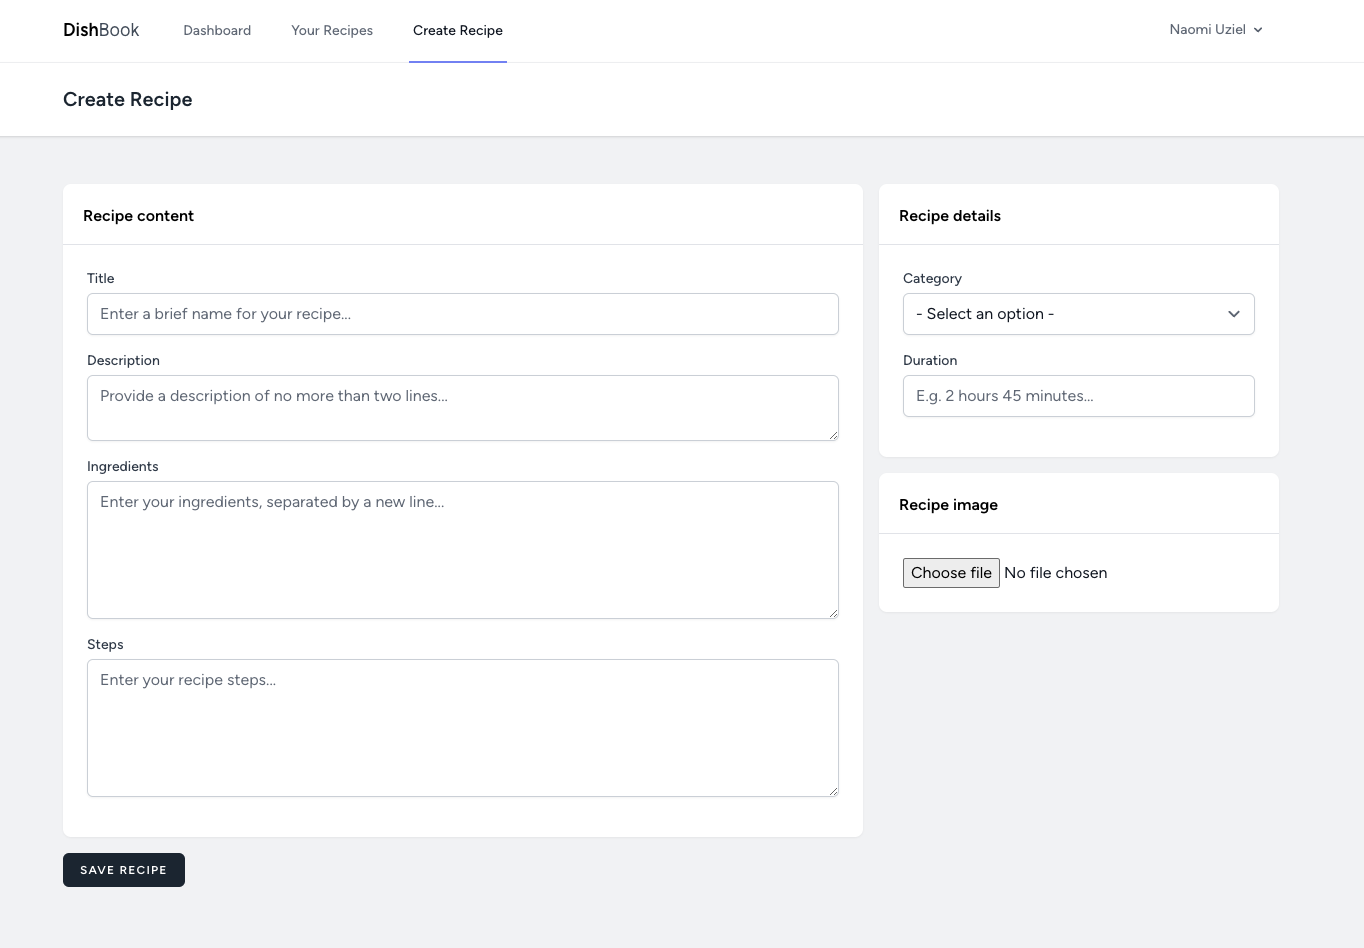 DishBook Dashboard Your Recipes Create Recipe Naomi Uziel
Create Recipe
Recipe content
Title
Enter a brief name for your recipe...
Description
Provide a description of no more than two lines...
Ingredients
Enter your ingredients, separated by a new line...
Steps
Enter your recipe steps...
SAVE RECIPE
Recipe details
Category
- Select an option -
Duration
E.g. 2 hours 45 minutes...
Recipe image
Choose file No file chosen